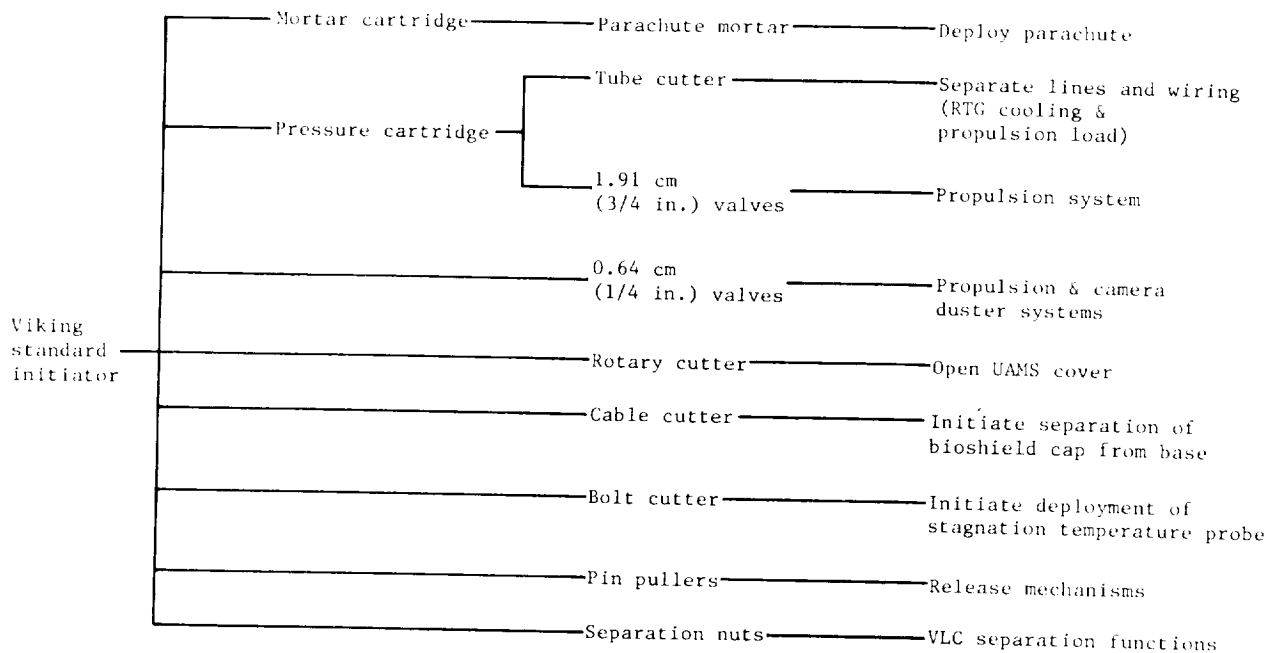 Mortar cartridge Parachute mortar Deploy parachute
Tube cutter Separate lines and wiring
(RTG cooling &
propulsion load)
Pressure cartridge
1.91 cm
(3/4 in.) valves Propulsion system
0.64 cm
(1/4 in.) valves Propulsion & camera
duster systems
Viking
standard
initiator
Rotary cutter Open UAMS cover
Cable cutter Initiate separation of
bioshield cap from base
Bolt cutter Initiate deployment of
stagnation temperature probe
Pin pullers Release mechanisms
Separation nuts VLC separation functions